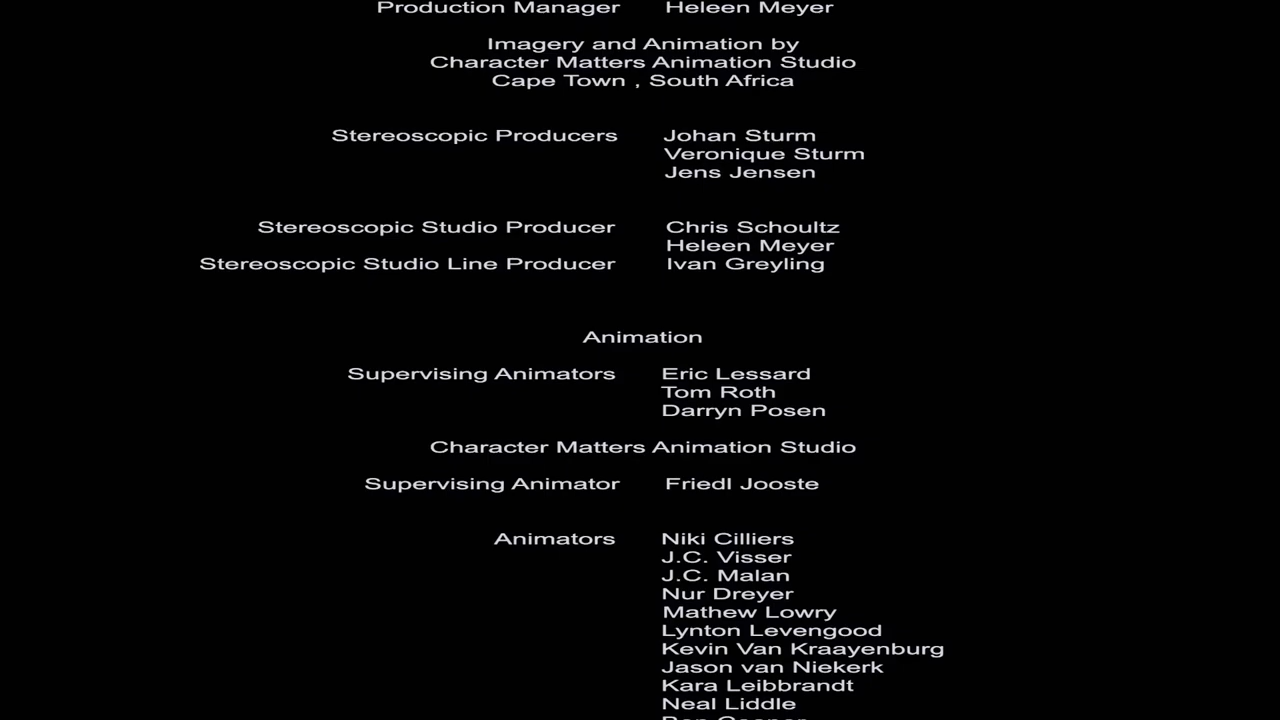 Production Manager Heleen Meyer
Imagery and Animation by
Character Matters Animation Studio
Cape Town , South Africa
Stereoscopic Producers Johan Sturm
Veronique Sturm
Jens Jensen
Stereoscopic Studio Producer Chris Schoultz
Heleen Meyer
Stereoscopic Studio Line Producer Ivan Greyling
Animation
Supervising Animators Eric Lessard
Tom Roth
Darryn Posen
Character Matters Animation Studio
Supervising Animator Friedl Jooste
Animators Niki Cilliers
J.C. Visser
J.C. Malan
Nur Dreyer
Mathew Lowry
Lynton Levengood
Kevin Van Kraayenburg
Jason van Niekerk
Kara Leibbrandt
Neal Liddle